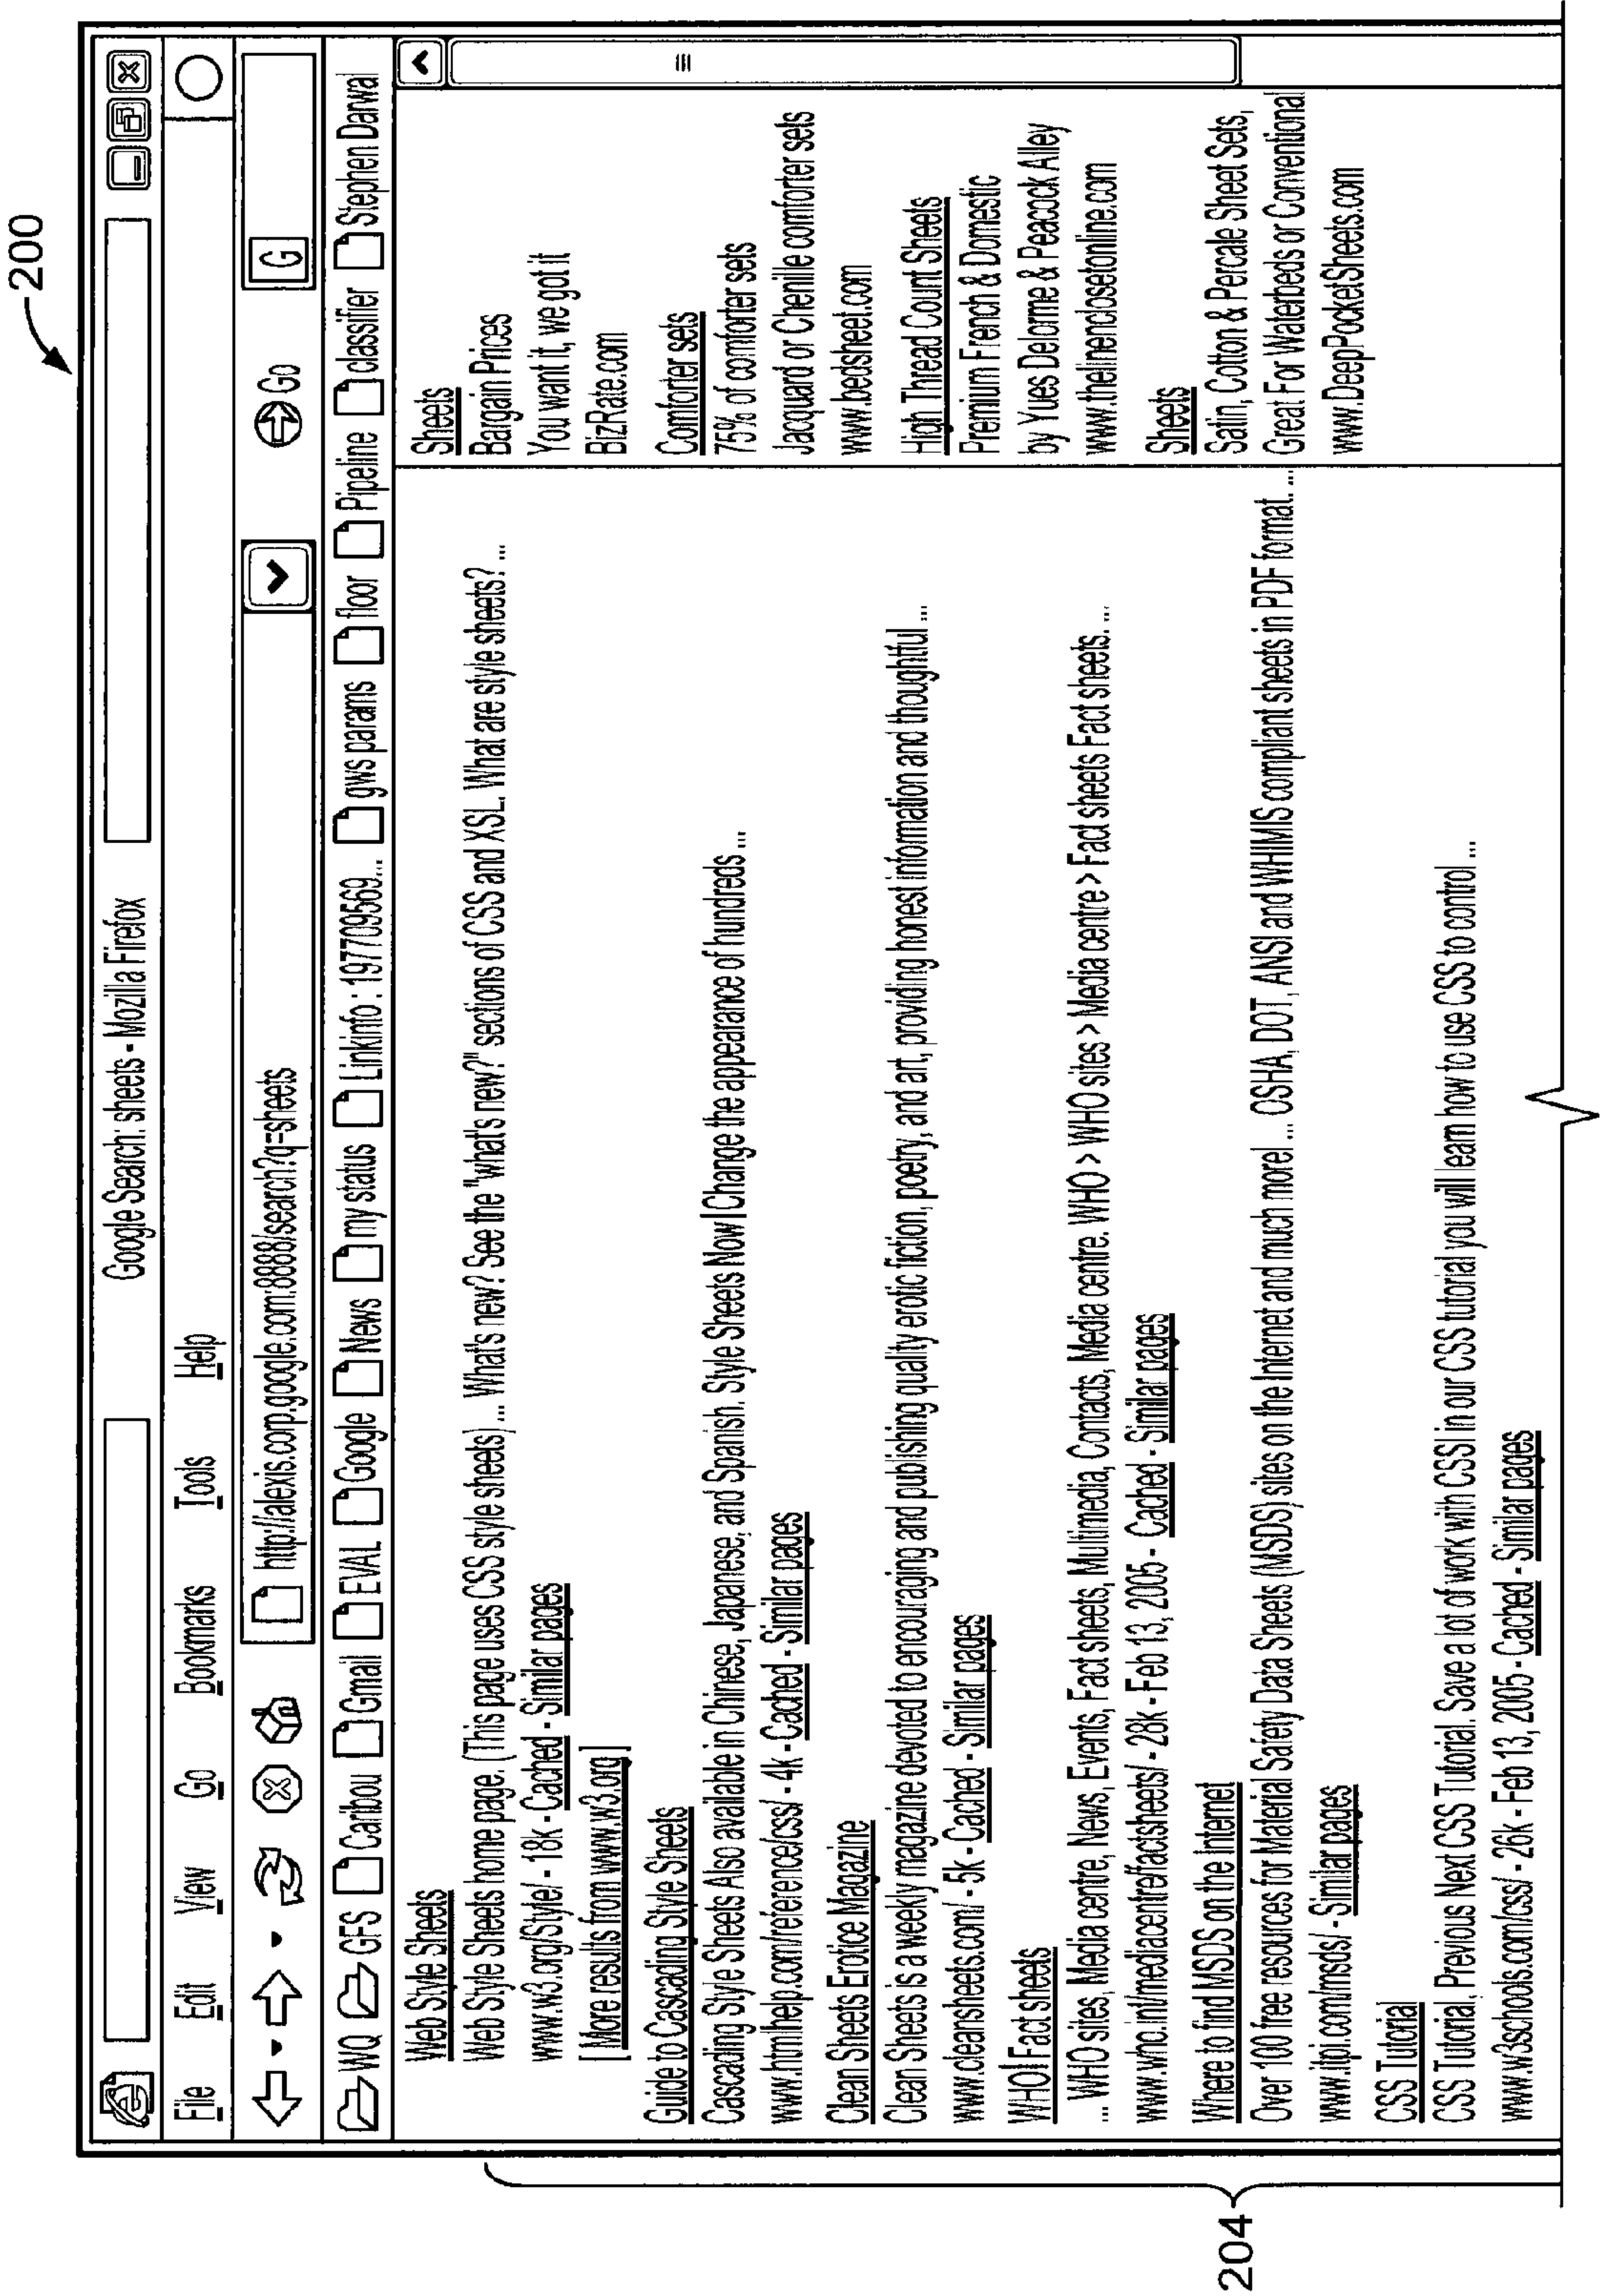 200
Google Search: sheets - Mozilla Firefox
File Edit View Go Bookmarks Tools Help
http://alexis.corp.google.com:8888/search?q=sheets
Go
G
WQ GFS Caribou Gmail EVAL Google News my status Linkinfo: 197709569... gws params floor Pipeline classifier Stephen Darwal
Web Style Sheets
Web Style Sheets home page. (This page uses CSS style sheets) ... What's new? See the "what's new?" sections of CSS and XSL. What are style sheets? ...
www.w3.org/Style/ - 18k - Cached - Similar pages
[ More results from www.w3.org ]
Guide to Cascading Style Sheets
Cascading Style Sheets Also available in Chinese, Japanese, and Spanish. Style Sheets Now | Change the appearance of hundreds ...
www.htmlhelp.com/reference/css/ - 4k - Cached - Similar pages
Clean Sheets Erotice Magazine
Clean Sheets is a weekly magazine devoted to encouraging and publishing quality erotic fiction, poetry, and art, providing honest information and thoughtful ...
www.cleansheets.com/ - 5k - Cached - Similar pages
WHO| Fact sheets
... WHO sites, Media centre, News, Events, Fact sheets, Multimedia, Contacts, Media centre. WHO > WHO sites > Media centre > Fact sheets Fact sheets. ...
www.who.int/mediacentre/factsheets/ - 28k - Feb 13, 2005 - Cached - Similar pages
Where to find MSDS on the Internet
Over 100 free resources for Material Safety Data Sheets (MSDS) sites on the Internet and much more! ... OSHA, DOT, ANSI and WHIMIS compliant sheets in PDF format. ...
www.ilpi.com/msds/ - Similar pages
CSS Tutorial
CSS Tutorial, Previous Next CSS Tutorial. Save a lot of work with CSS! in our CSS tutorial you will learn how to use CSS to control ...
www.w3schools.com/css/ - 26k - Feb 13, 2005 - Cached - Similar pages
Sheets
Bargain Prices
You want it, we got it
BizRate.com
Comforter sets
75% of comforter sets
Jacquard or Chenille comforter sets
www.bedsheet.com
High Thread Count Sheets
Premium French & Domestic
by Yues Delorme & Peacock Alley
www.thelinenclosetonline.com
Sheets
Satin, Cotton & Percale Sheet Sets,
Great For Waterbeds or Conventional
www.DeepPocketSheets.com
204